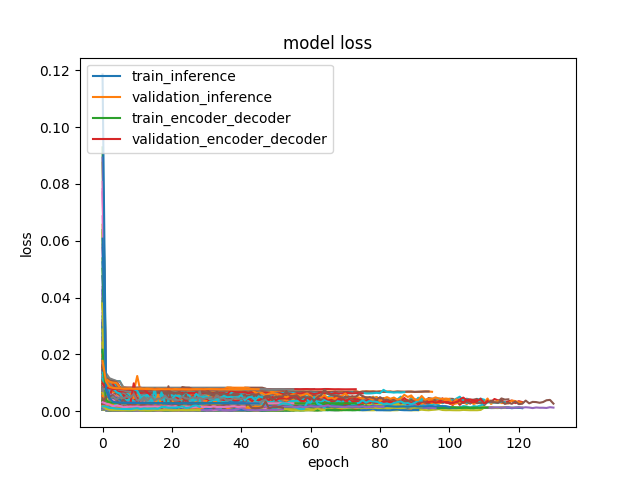 model loss
train_inference
validation_inference
train_encoder_decoder
validation_encoder_decoder
loss
0.12
0.10
0.08
0.06
0.04
0.02
0.00
0 20 40 60 80 100 120
epoch